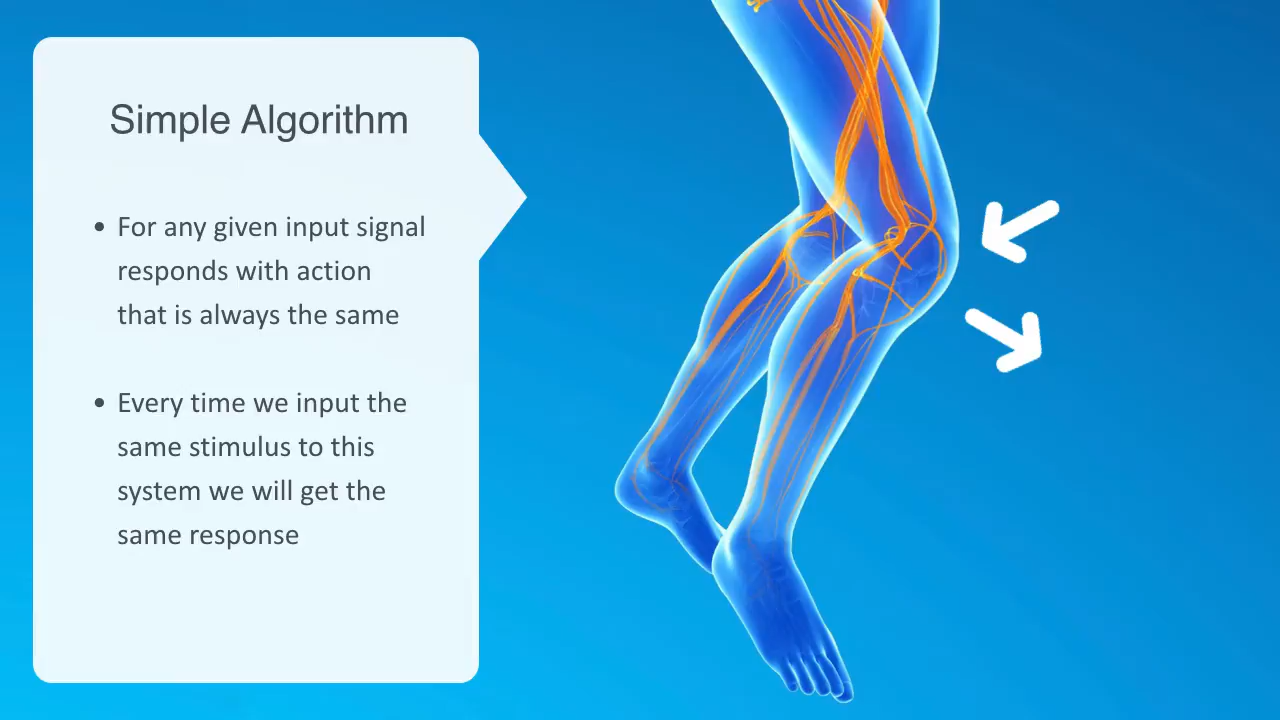 Simple Algorithm
• For any given input signal
responds with action
that is always the same
• Every time we input the
same stimulus to this
system we will get the
same response